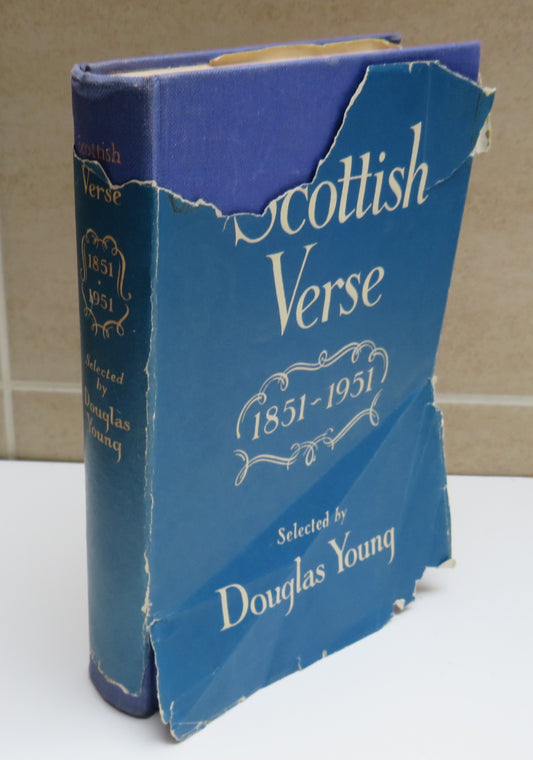 Scottish
Verse
1851
1951
Selected
by
Douglas
Young
Scottish
Verse
1851~1951
Selected by
Douglas Young